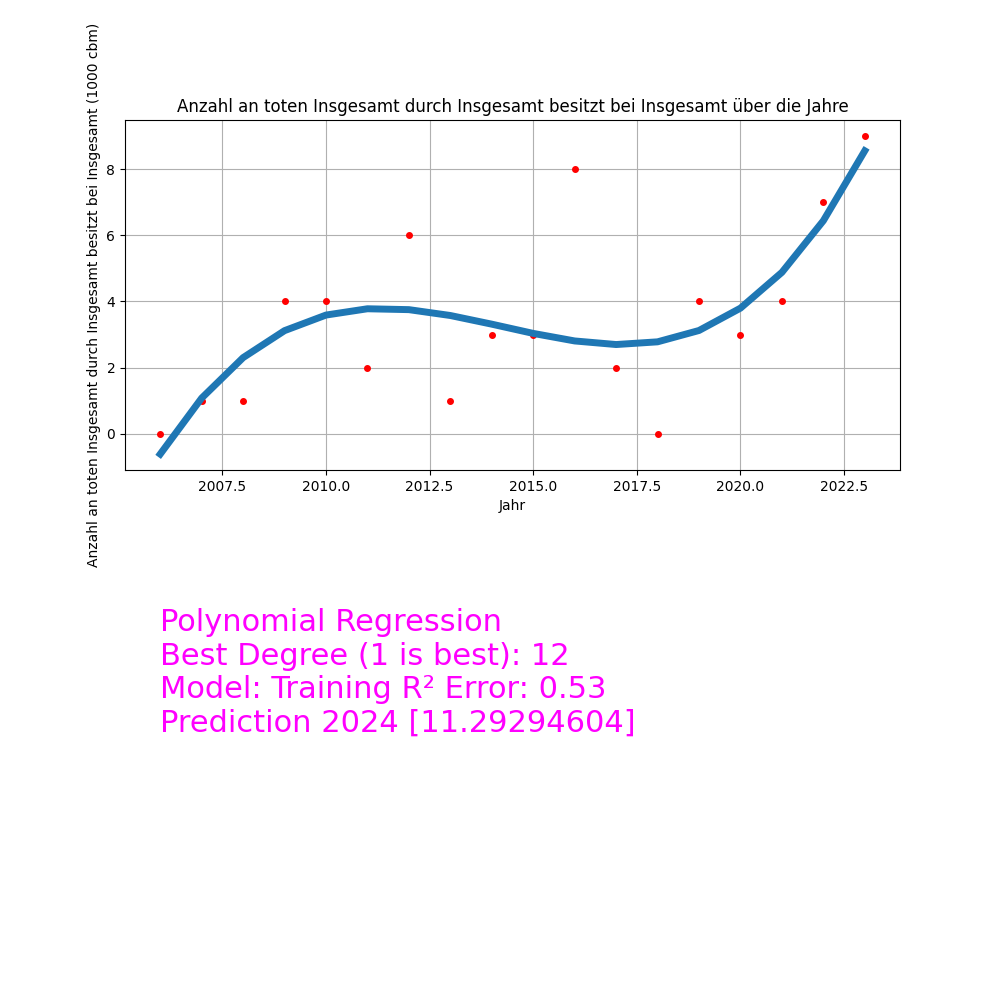 Anzahl an toten Insgesamt durch Insgesamt besitzt bei Insgesamt über die Jahre
Anzahl an toten Insgesamt durch Insgesamt besitzt bei Insgesamt (1000 cbm)
8
6
4
2
0
2007.5 2010.0 2012.5 2015.0 2017.5 2020.0 2022.5
Jahr
Polynomial Regression
Best Degree (1 is best): 12
Model: Training R² Error: 0.53
Prediction 2024 [11.29294604]